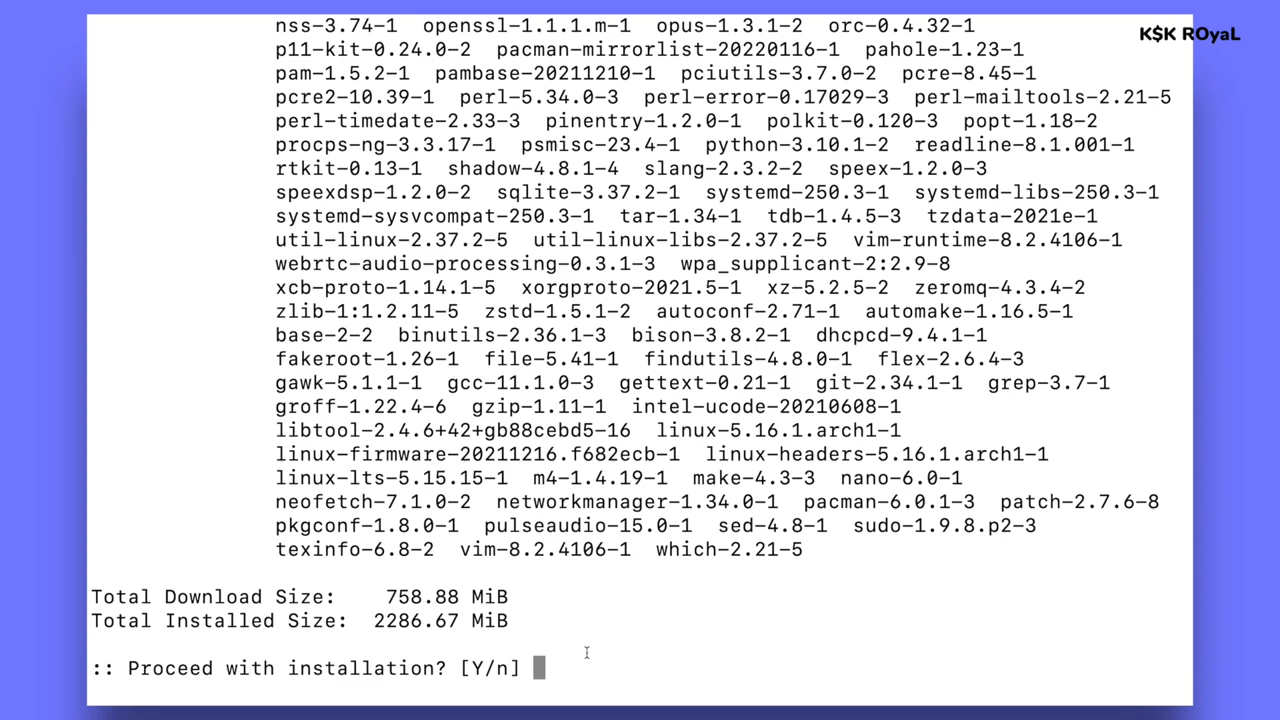 nss-3.74-1  openssl-1.1.1.m-1  opus-1.3.1-2  orc-0.4.32-1
K$K ROyaL
p11-kit-0.24.0-2  pacman-mirrorlist-20220116-1  pahole-1.23-1
pam-1.5.2-1  pambase-20211210-1  pciutils-3.7.0-2  pcre-8.45-1
pcre2-10.39-1  perl-5.34.0-3  perl-error-0.17029-3  perl-mailtools-2.21-5
perl-timedate-2.33-3  pinentry-1.2.0-1  polkit-0.120-3  popt-1.18-2
procps-ng-3.3.17-1  psmisc-23.4-1  python-3.10.1-2  readline-8.1.001-1
rtkit-0.13-1  shadow-4.8.1-4  slang-2.3.2-2  speex-1.2.0-3
speexdsp-1.2.0-2  sqlite-3.37.2-1  systemd-250.3-1  systemd-libs-250.3-1
systemd-sysvcompat-250.3-1  tar-1.34-1  tdb-1.4.5-3  tzdata-2021e-1
util-linux-2.37.2-5  util-linux-libs-2.37.2-5  vim-runtime-8.2.4106-1
webrtc-audio-processing-0.3.1-3  wpa_supplicant-2:2.9-8
xcb-proto-1.14.1-5  xorgproto-2021.5-1  xz-5.2.5-2  zeromq-4.3.4-2
zlib-1:1.2.11-5  zstd-1.5.1-2  autoconf-2.71-1  automake-1.16.5-1
base-2-2  binutils-2.36.1-3  bison-3.8.2-1  dhcpcd-9.4.1-1
fakeroot-1.26-1  file-5.41-1  findutils-4.8.0-1  flex-2.6.4-3
gawk-5.1.1-1  gcc-11.1.0-3  gettext-0.21-1  git-2.34.1-1  grep-3.7-1
groff-1.22.4-6  gzip-1.11-1  intel-ucode-20210608-1
libtool-2.4.6+42+gb88cebd5-16  linux-5.16.1.arch1-1
linux-firmware-20211216.f682ecb-1  linux-headers-5.16.1.arch1-1
linux-lts-5.15.15-1  m4-1.4.19-1  make-4.3-3  nano-6.0-1
neofetch-7.1.0-2  networkmanager-1.34.0-1  pacman-6.0.1-3  patch-2.7.6-8
pkgconf-1.8.0-1  pulseaudio-15.0-1  sed-4.8-1  sudo-1.9.8.p2-3
texinfo-6.8-2  vim-8.2.4106-1  which-2.21-5
Total Download Size:    758.88 MiB
Total Installed Size:  2286.67 MiB
:: Proceed with installation? [Y/n]